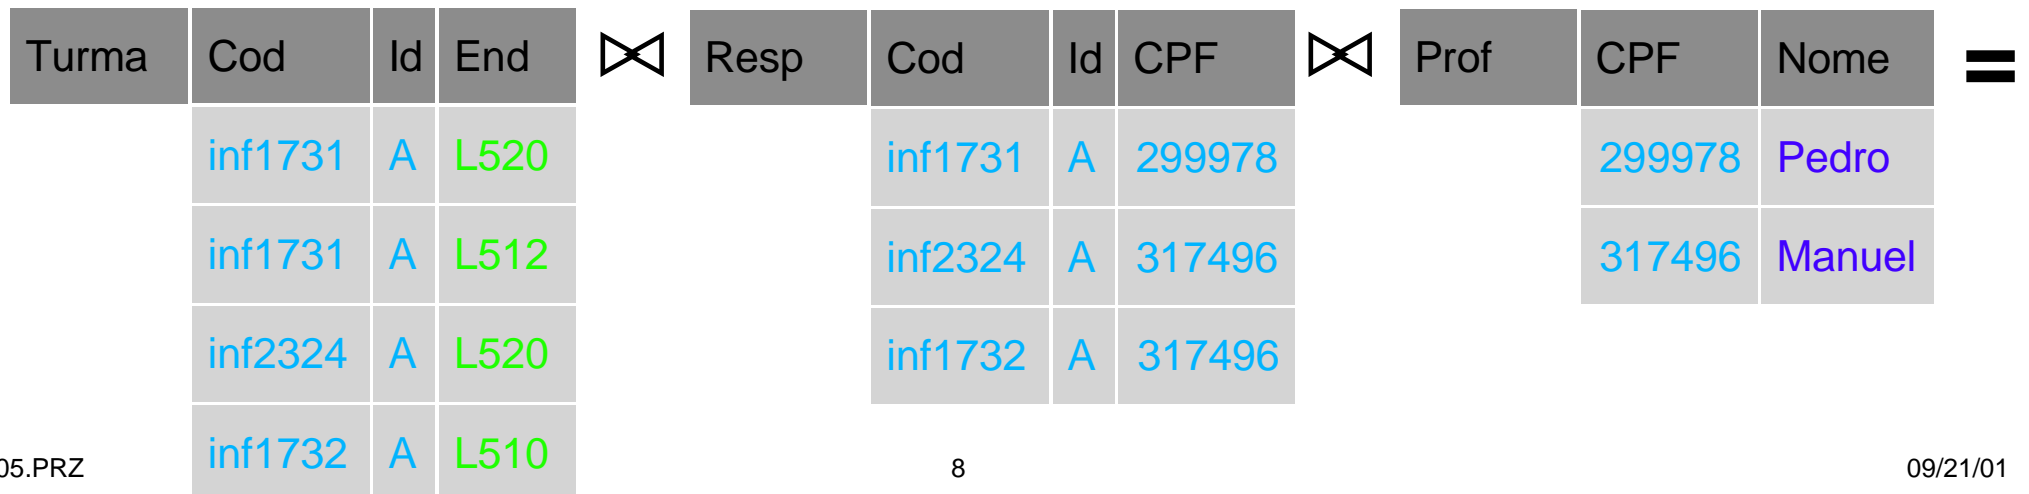 Turma Cod Id End ⋈ Resp Cod Id CPF ⋈ Prof CPF Nome =
inf1731 A L520 inf1731 A 299978 299978 Pedro
inf1731 A L512 inf2324 A 317496 317496 Manuel
inf2324 A L520 inf1732 A 317496
inf1732 A L510
05.PRZ 8 09/21/01